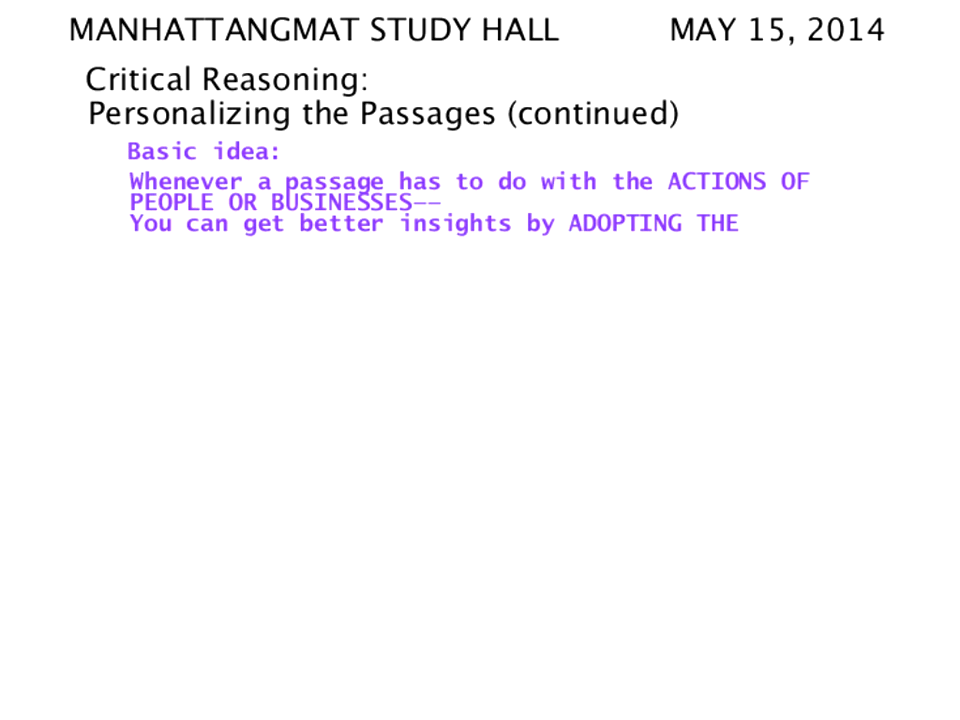 MANHATTANGMAT STUDY HALL MAY 15, 2014
Critical Reasoning:
Personalizing the Passages (continued)
Basic idea:
Whenever a passage has to do with the ACTIONS OF
PEOPLE OR BUSINESSES––
You can get better insights by ADOPTING THE